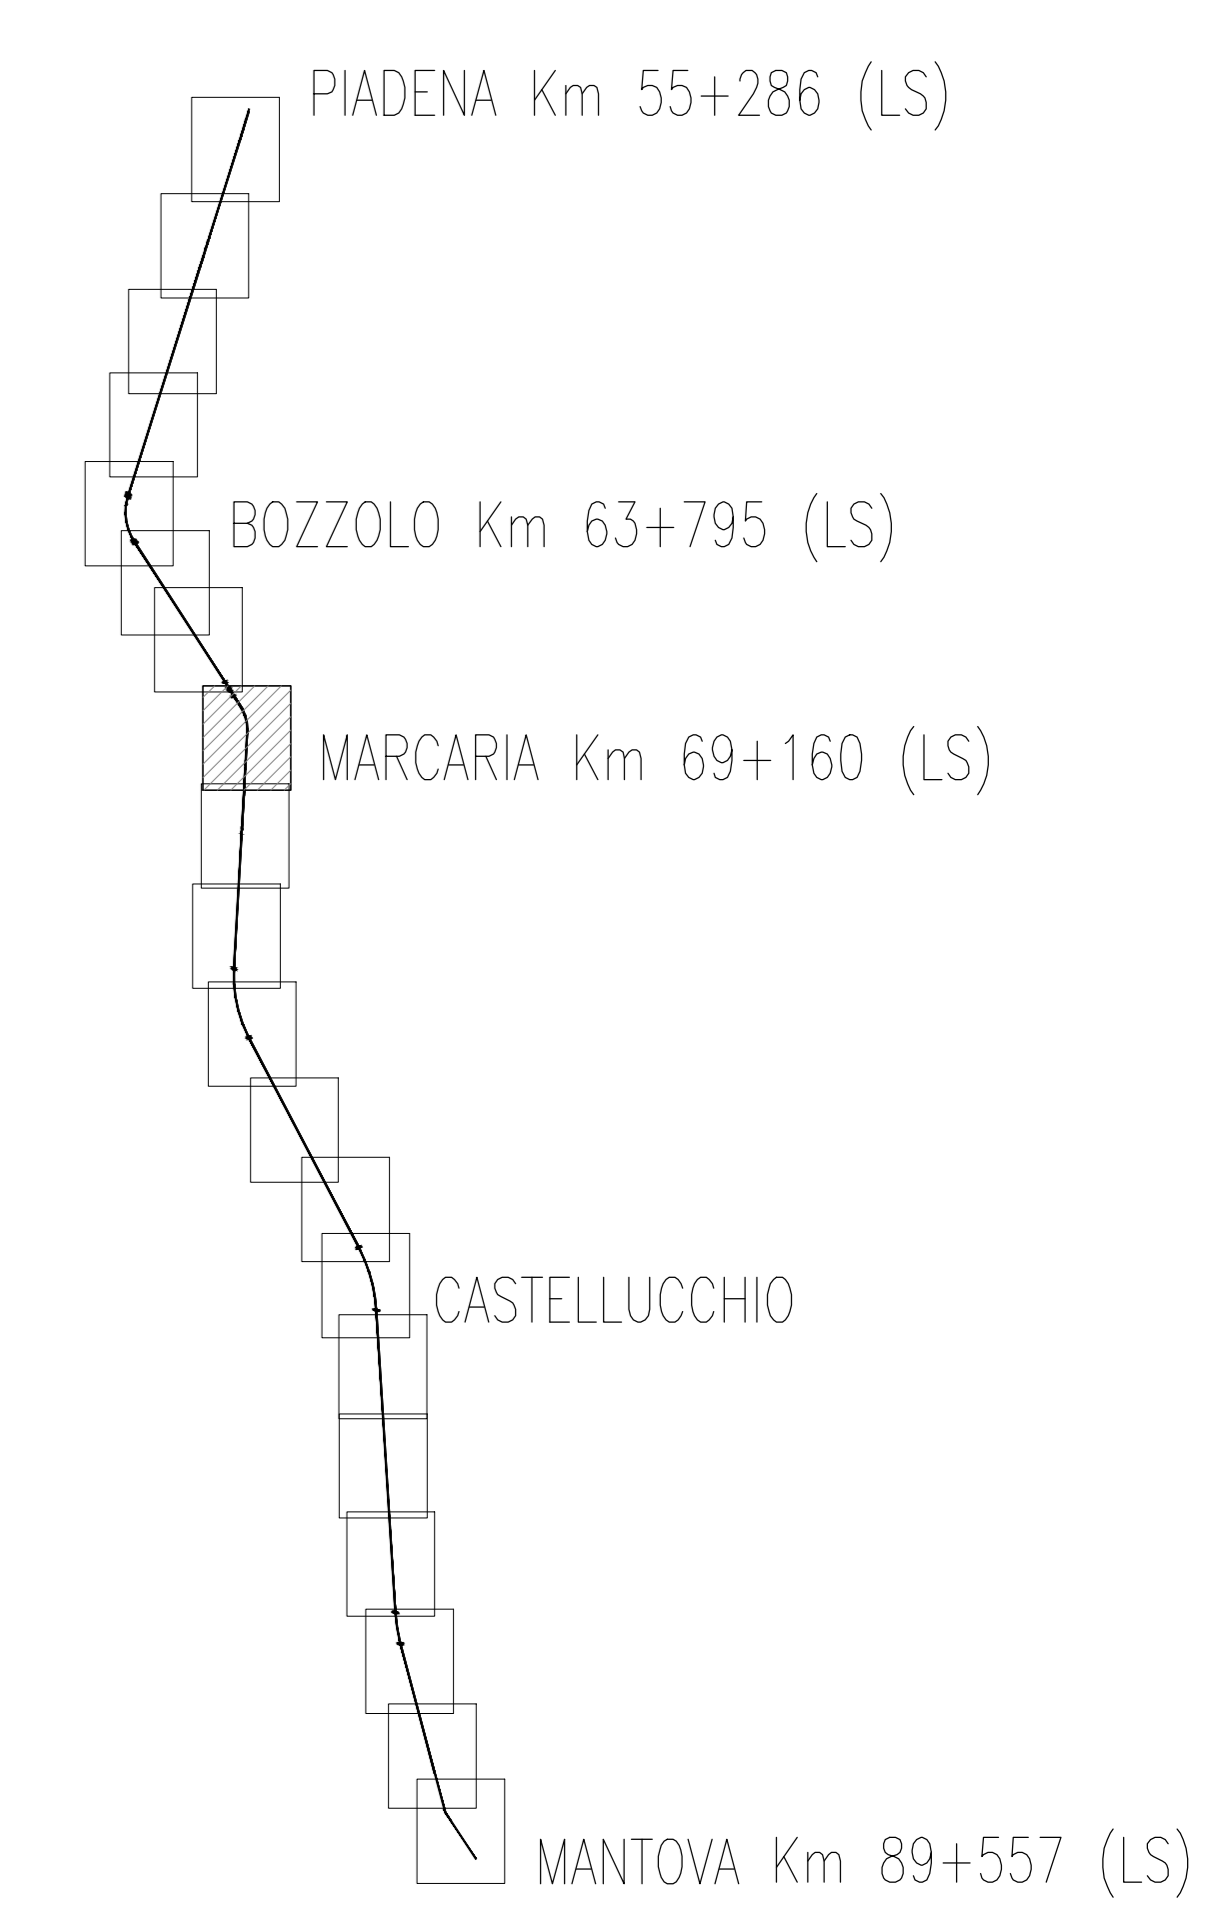 PIADENA Km 55+286 (LS)
BOZZOLO Km 63+795 (LS)
MARCARIA Km 69+160 (LS)
CASTELLUCCHIO
MANTOVA Km 89+557 (LS)